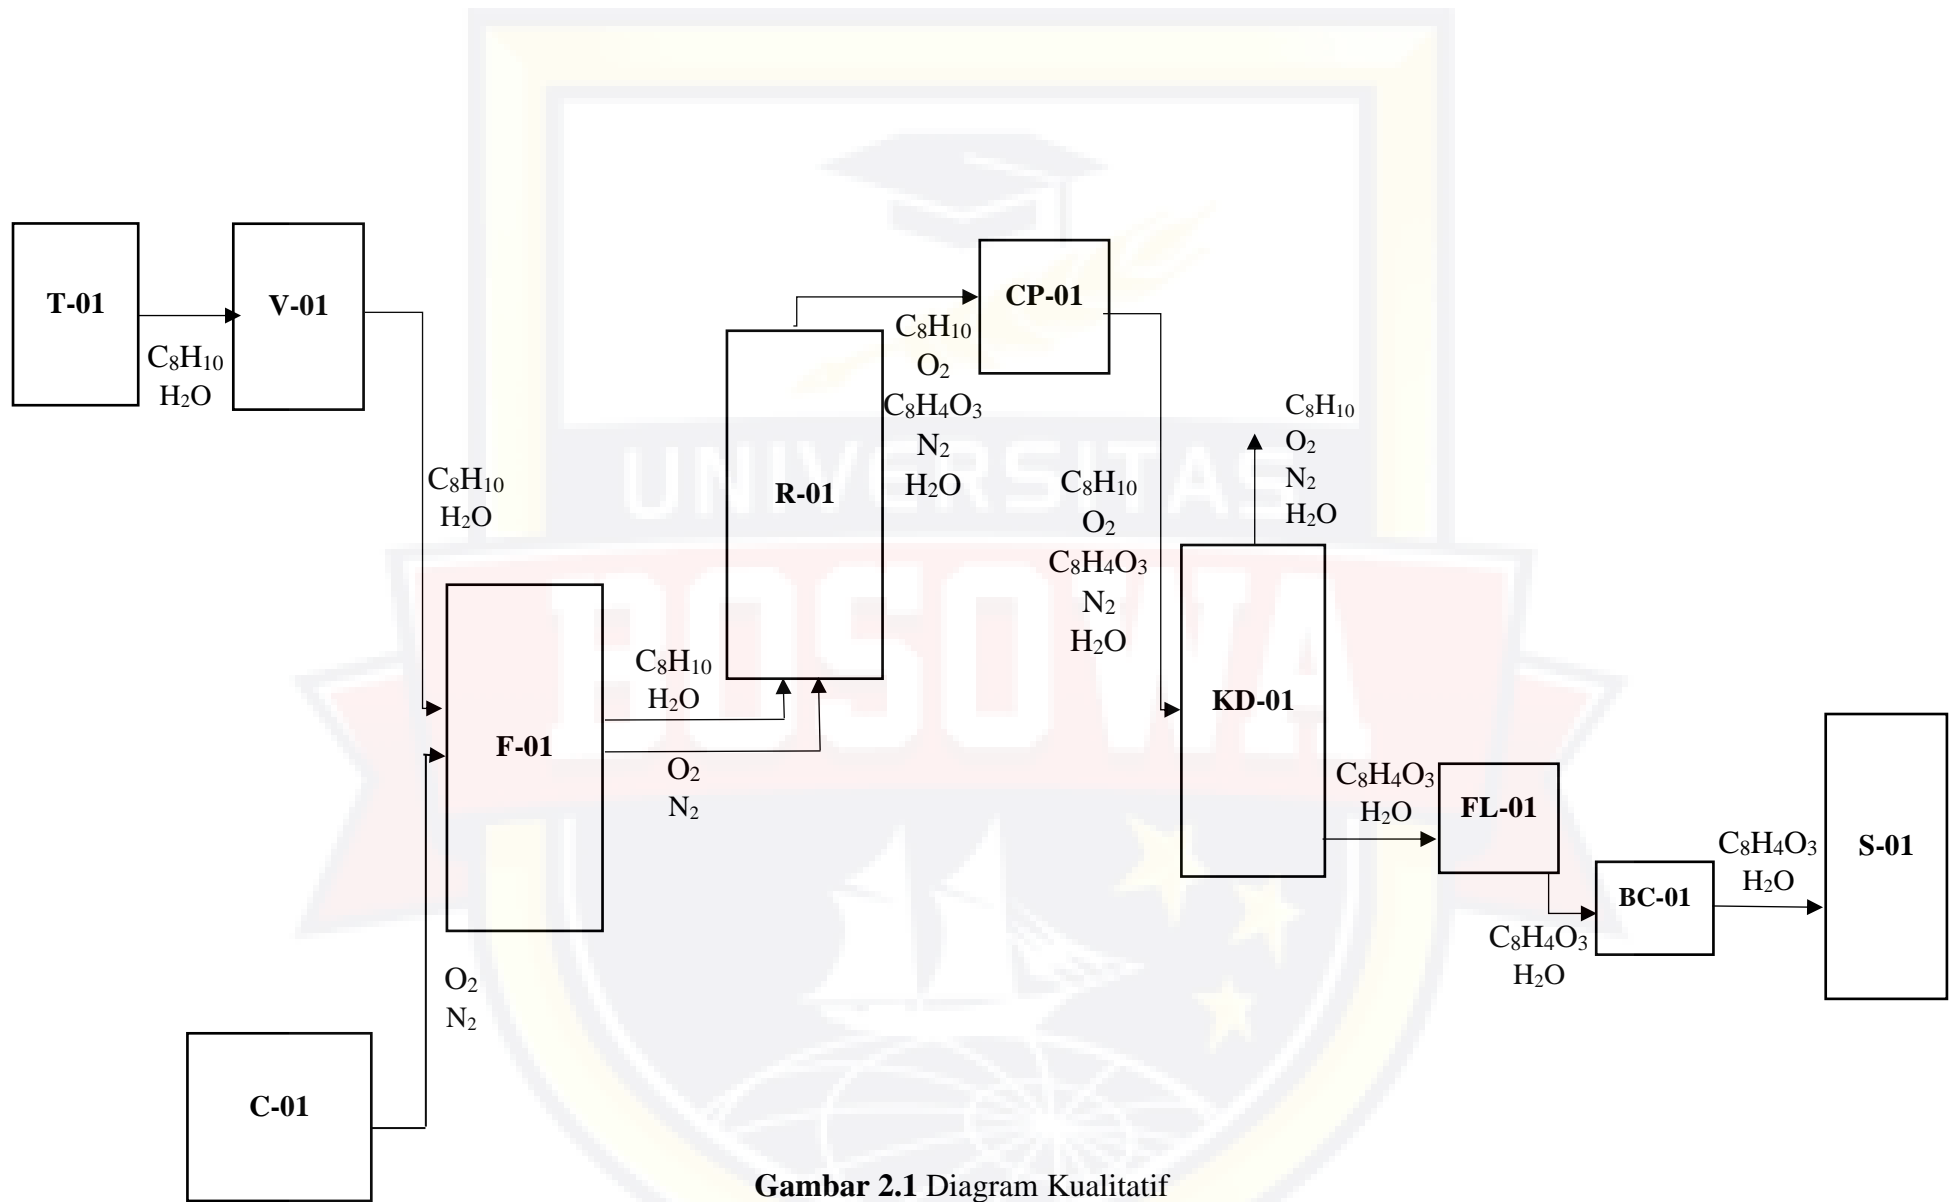 T-01
C₈H₁₀
H₂O
V-01
C₈H₁₀
H₂O
F-01
O₂
N₂
C-01
C₈H₁₀
H₂O
O₂
N₂
R-01
C₈H₁₀
O₂
C₈H₄O₃
N₂
H₂O
CP-01
C₈H₁₀
O₂
C₈H₄O₃
N₂
H₂O
C₈H₁₀
O₂
N₂
H₂O
KD-01
C₈H₄O₃
H₂O
FL-01
C₈H₄O₃
H₂O
BC-01
C₈H₄O₃
H₂O
S-01
UNIVERSITAS
BOSOWA
Gambar 2.1 Diagram Kualitatif